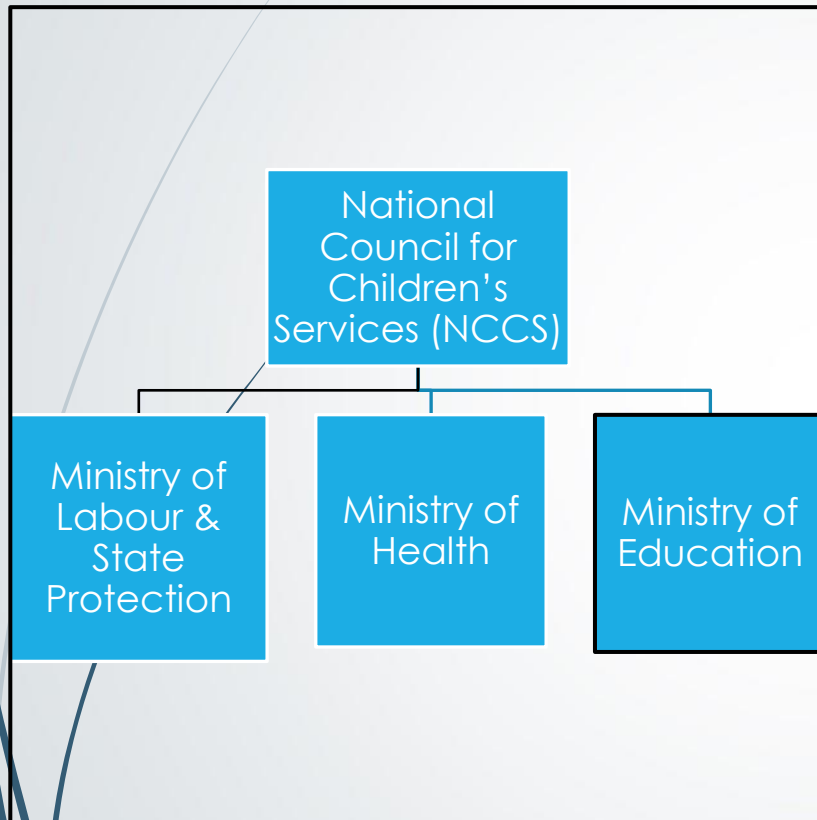 National
Council for
Children’s
Services (NCCS)
Ministry of
Labour &
State
Protection
Ministry of
Health
Ministry of
Education